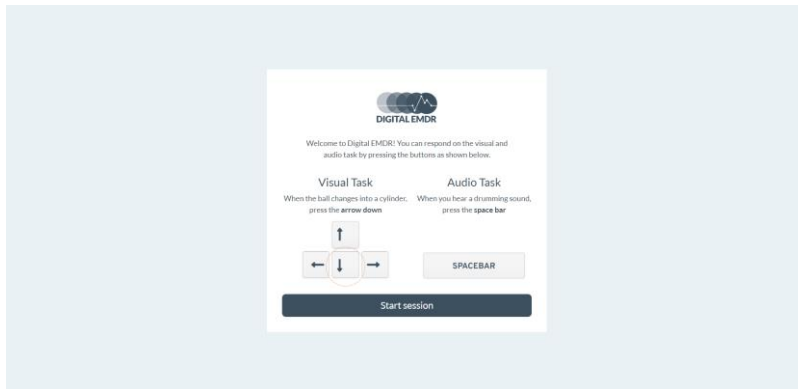 DIGITAL EMDR
Welcome to Digital EMDR! You can respond on the visual and
audio task by pressing the buttons as shown below.
Visual Task
When the ball changes into a cylinder,
press the arrow down
Audio Task
When you hear a drumming sound,
press the space bar
SPACEBAR
Start session